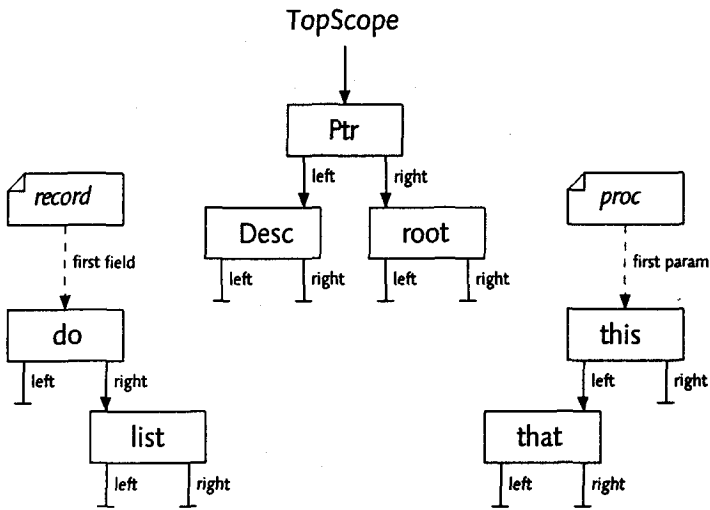 TopScope
Ptr
left right
record
proc
Desc root
first field
left right left right
first param
do
this
left right
left right
list
that
left right
left right